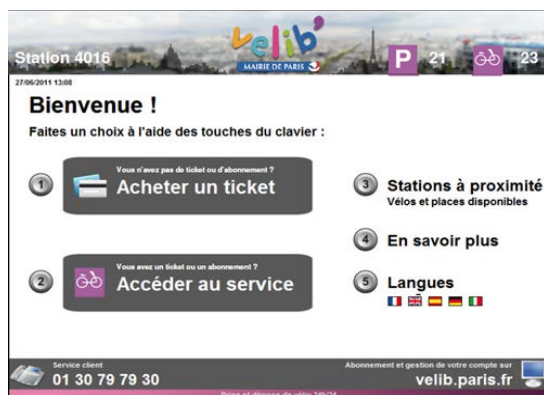 Station 4016
velib'
MAIRIE DE PARIS
P 21 23
27/06/2011 13:08
Bienvenue !
Faites un choix à l'aide des touches du clavier :
1
Vous n'avez pas de ticket ou d'abonnement ?
Acheter un ticket
2
Vous avez un ticket ou un abonnement ?
Accéder au service
3
Stations à proximité
Vélos et places disponibles
4
En savoir plus
5
Langues
Service client
01 30 79 79 30
Abonnement et gestion de votre compte sur
velib.paris.fr